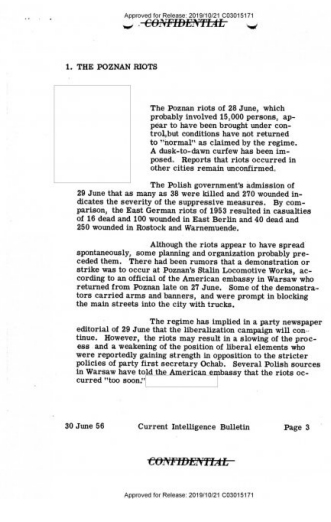 Approved for Release: 2019/10/21 C03015171
CONFIDENTIAL
1. THE POZNAN RIOTS
The Poznan riots of 28 June, which
probably involved 15,000 persons, ap-
pear to have been brought under con-
trol,but conditions have not returned
to "normal" as claimed by the regime.
A dusk-to-dawn curfew has been im-
posed. Reports that riots occurred in
other cities remain unconfirmed.
The Polish government's admission of
29 June that as many as 38 were killed and 270 wounded in-
dicates the severity of the suppressive measures. By com-
parison, the East German riots of 1953 resulted in casualties
of 16 dead and 100 wounded in East Berlin and 40 dead and
250 wounded in Rostock and Warnemuende.
Although the riots appear to have spread
spontaneously, some planning and organization probably pre-
ceded them. There had been rumors that a demonstration or
strike was to occur at Poznan's Stalin Locomotive Works, ac-
cording to an official of the American embassy in Warsaw who
returned from Poznan late on 27 June. Some of the demonstra-
tors carried arms and banners, and were prompt in blocking
the main streets into the city with trucks.
The regime has implied in a party newspaper
editorial of 29 June that the liberalization campaign will con-
tinue. However, the riots may result in a slowing of the proc-
ess and a weakening of the position of liberal elements who
were reportedly gaining strength in opposition to the stricter
policies of party first secretary Ochab. Several Polish sources
in Warsaw have told the American embassy that the riots oc-
curred "too soon."
30 June 56 Current Intelligence Bulletin Page 3
CONFIDENTIAL
Approved for Release: 2019/10/21 C03015171